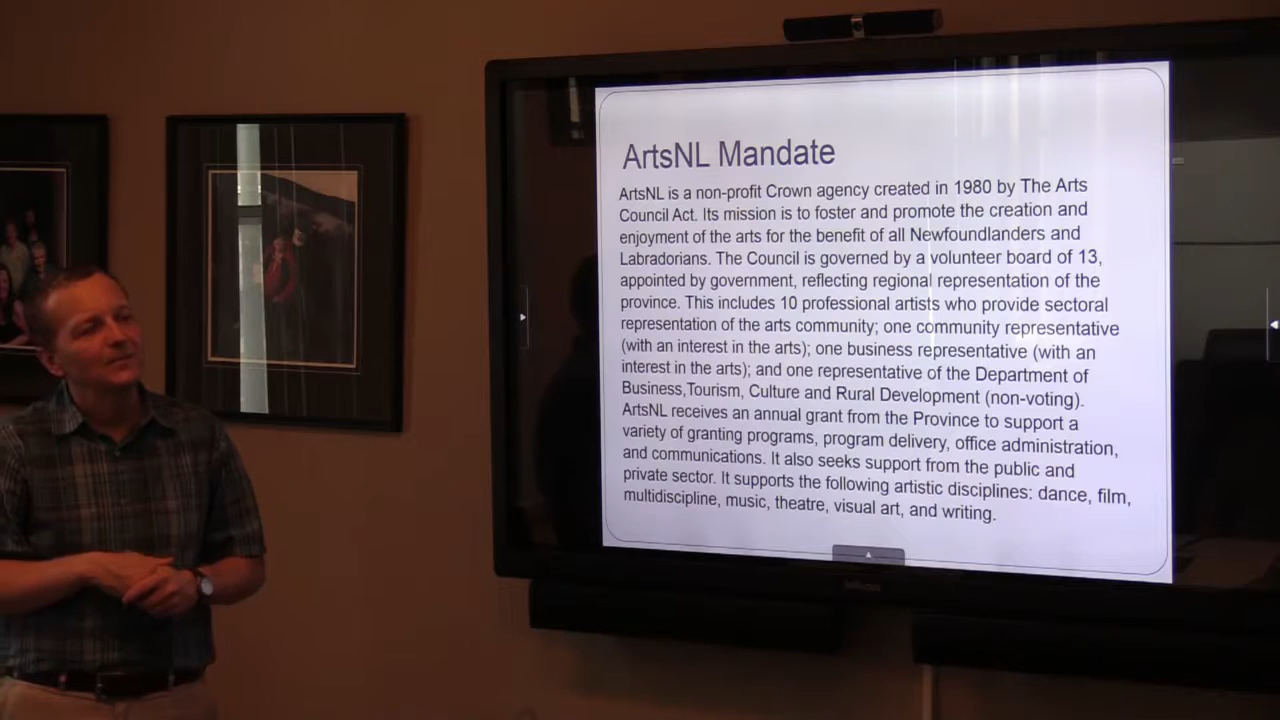 ArtsNL Mandate
ArtsNL is a non-profit Crown agency created in 1980 by The Arts
Council Act. Its mission is to foster and promote the creation and
enjoyment of the arts for the benefit of all Newfoundlanders and
Labradorians. The Council is governed by a volunteer board of 13,
appointed by government, reflecting regional representation of the
province. This includes 10 professional artists who provide sectoral
representation of the arts community; one community representative
(with an interest in the arts); one business representative (with an
interest in the arts); and one representative of the Department of
Business,Tourism, Culture and Rural Development (non-voting).
ArtsNL receives an annual grant from the Province to support a
variety of granting programs, program delivery, office administration,
and communications. It also seeks support from the public and
private sector. It supports the following artistic disciplines: dance, film,
multidiscipline, music, theatre, visual art, and writing.